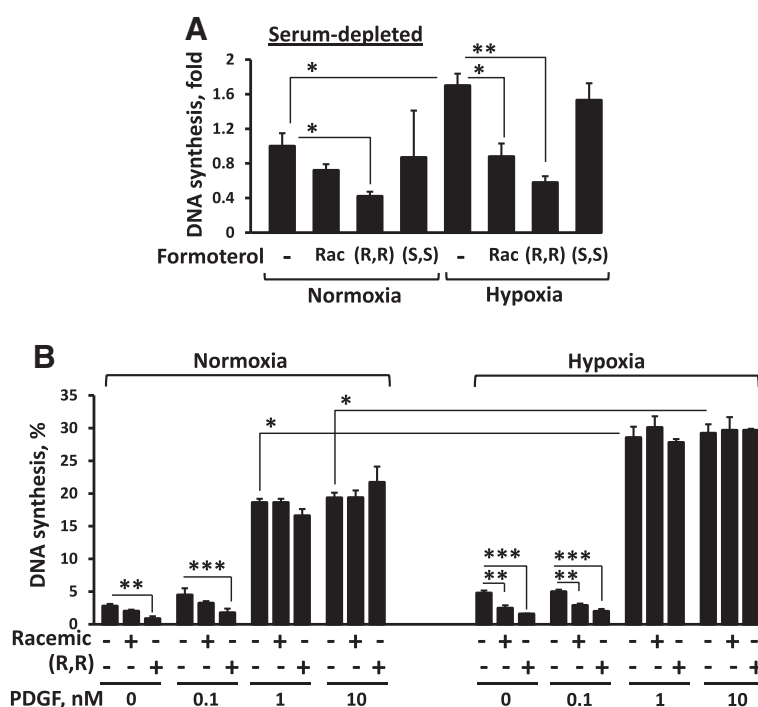 A
Serum-depleted
DNA synthesis, fold
2
1.6
1.2
0.8
0.4
0
* * * **
Formoterol - Rac (R,R) (S,S) - Rac (R,R) (S,S)
Normoxia Hypoxia
B
Normoxia Hypoxia
DNA synthesis, %
35
30
25
20
15
10
5
0
** *** * * *** ** *** **
Racemic - + - - + - - + - - + - - + - - + - - + - - + -
(R,R) - - + - - + - - + - - + - - + - - + - - + - - +
PDGF, nM 0 0.1 1 10 0 0.1 1 10